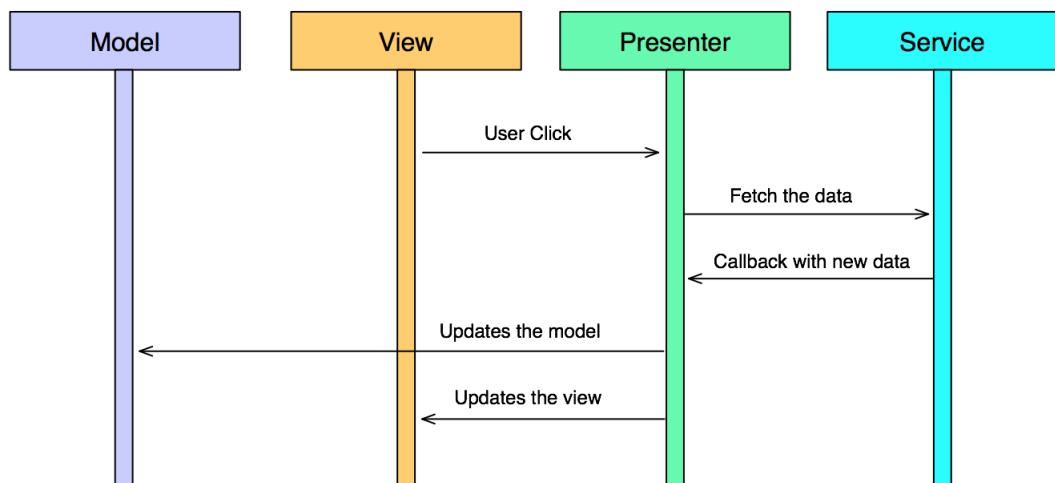 Model
View
Presenter
Service
User Click
Fetch the data
Callback with new data
Updates the model
Updates the view